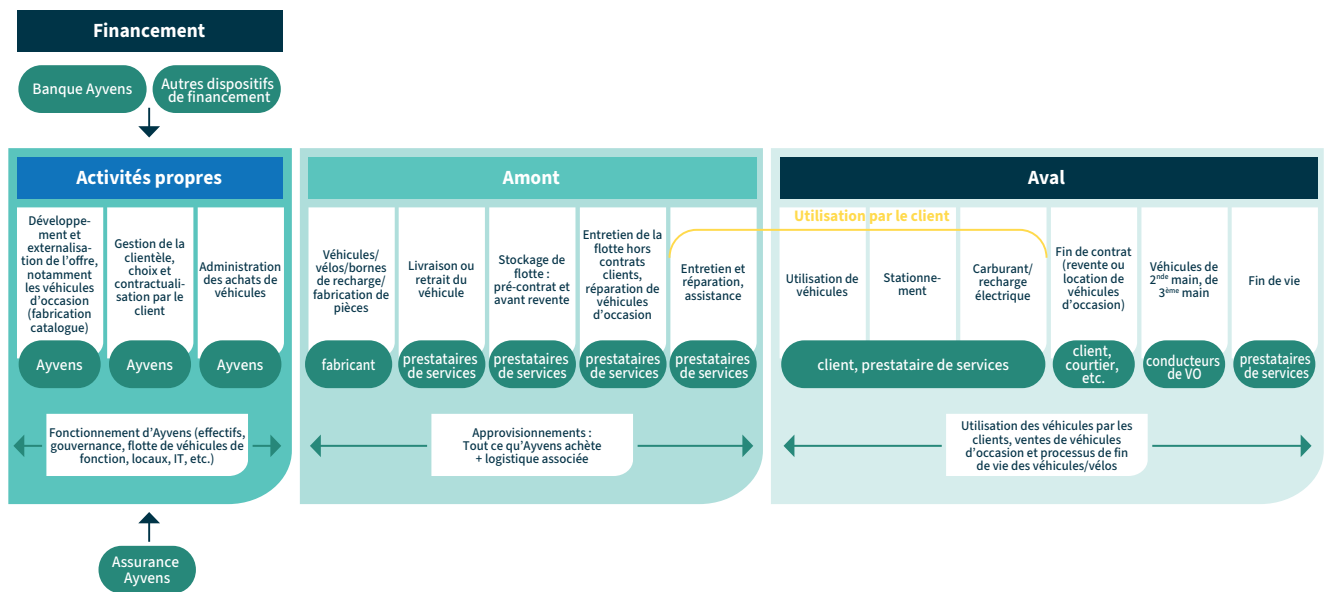 Financement
Banque Ayvens
Autres dispositifs
de financement
Activités propres
Développe-
ment et
externalisa-
tion de l’offre,
notamment
les véhicules
d’occasion
(fabrication
catalogue)
Ayvens
Gestion de la
clientèle,
choix et
contractuali-
sation par le
client
Ayvens
Administration
des achats de
véhicules
Ayvens
Fonctionnement d’Ayvens (effectifs,
gouvernance, flotte de véhicules de
fonction, locaux, IT, etc.)
Assurance
Ayvens
Amont
Véhicules/
vélos/bornes
de recharge/
fabrication de
pièces
fabricant
Livraison ou
retrait du
véhicule
prestataires
de services
Stockage de
flotte :
pré-contrat et
avant revente
prestataires
de services
Entretien de la
flotte hors
contrats
clients,
réparation de
véhicules
d’occasion
prestataires
de services
Entretien et
réparation,
assistance
prestataires
de services
Approvisionnements :
Tout ce qu’Ayvens achète
+ logistique associée
Aval
Utilisation par le client
Utilisation de
véhicules
Stationne-
ment
Carburant/
recharge
électrique
client, prestataire de services
Fin de contrat
(revente ou
location de
véhicules
d’occasion)
client,
courtier,
etc.
Véhicules de
2nde main, de
3ème main
conducteurs
de VO
Fin de vie
prestataires
de services
Utilisation des véhicules par les
clients, ventes de véhicules
d’occasion et processus de fin
de vie des véhicules/vélos